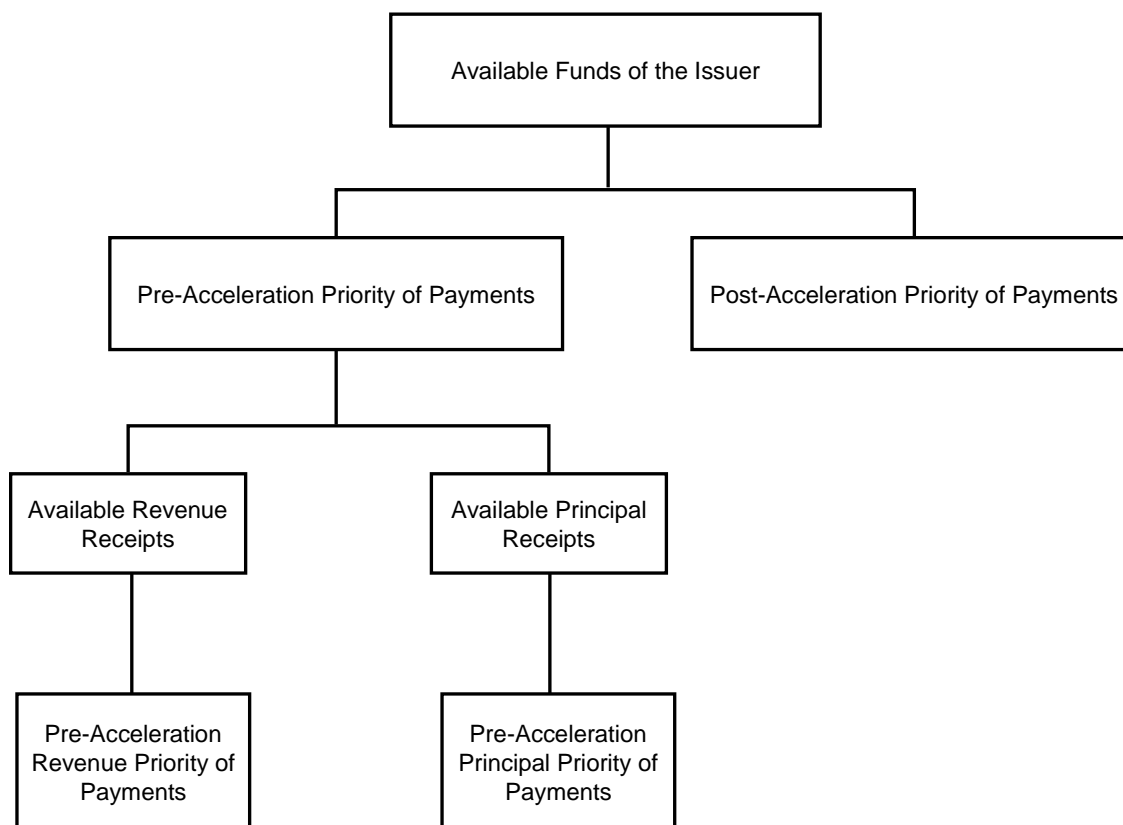 Available Funds of the Issuer
Pre-Acceleration Priority of Payments
Post-Acceleration Priority of Payments
Available Revenue
Receipts
Available Principal
Receipts
Pre-Acceleration
Revenue Priority of
Payments
Pre-Acceleration
Principal Priority of
Payments